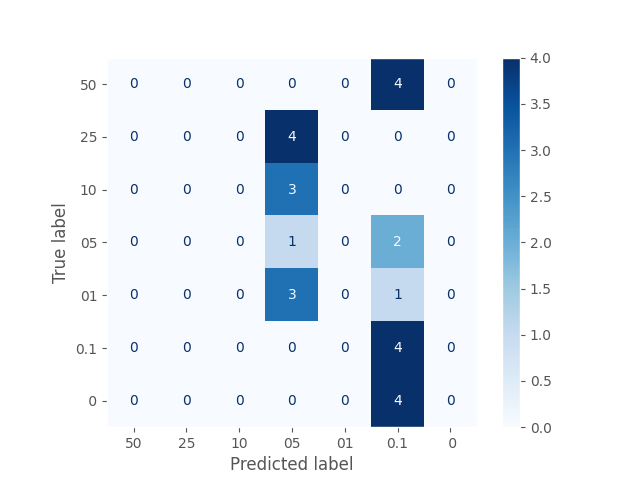 4.0
50 0 0 0 0 0 4 0
3.5
25 0 0 0 4 0 0 0
3.0
10 0 0 0 3 0 0 0
2.5
True label
05 0 0 0 1 0 2 0
2.0
1.5
01 0 0 0 3 0 1 0
1.0
0.1 0 0 0 0 0 4 0
0.5
0 0 0 0 0 0 4 0
0.0
50 25 10 05 01 0.1 0
Predicted label